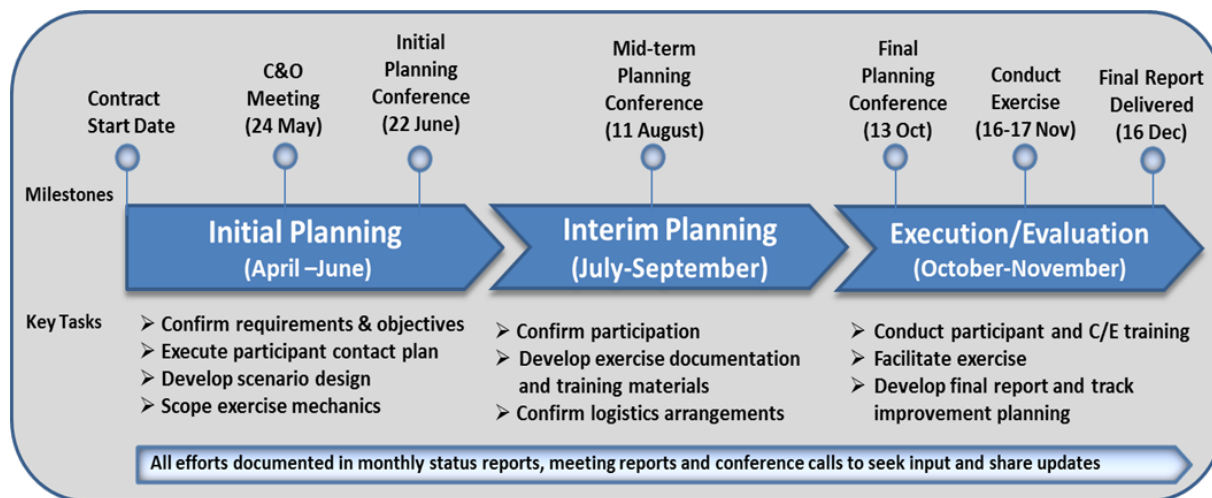 Contract
Start Date
C&O
Meeting
(24 May)
Initial
Planning
Conference
(22 June)
Mid-term
Planning
Conference
(11 August)
Final
Planning
Conference
(13 Oct)
Conduct
Exercise
(16-17 Nov)
Final Report
Delivered
(16 Dec)
Milestones
Initial Planning
(April –June)
Interim Planning
(July-September)
Execution/Evaluation
(October-November)
Key Tasks
➢ Confirm requirements & objectives
➢ Execute participant contact plan
➢ Develop scenario design
➢ Scope exercise mechanics
➢ Confirm participation
➢ Develop exercise documentation
and training materials
➢ Confirm logistics arrangements
➢ Conduct participant and C/E training
➢ Facilitate exercise
➢ Develop final report and track
improvement planning
All efforts documented in monthly status reports, meeting reports and conference calls to seek input and share updates